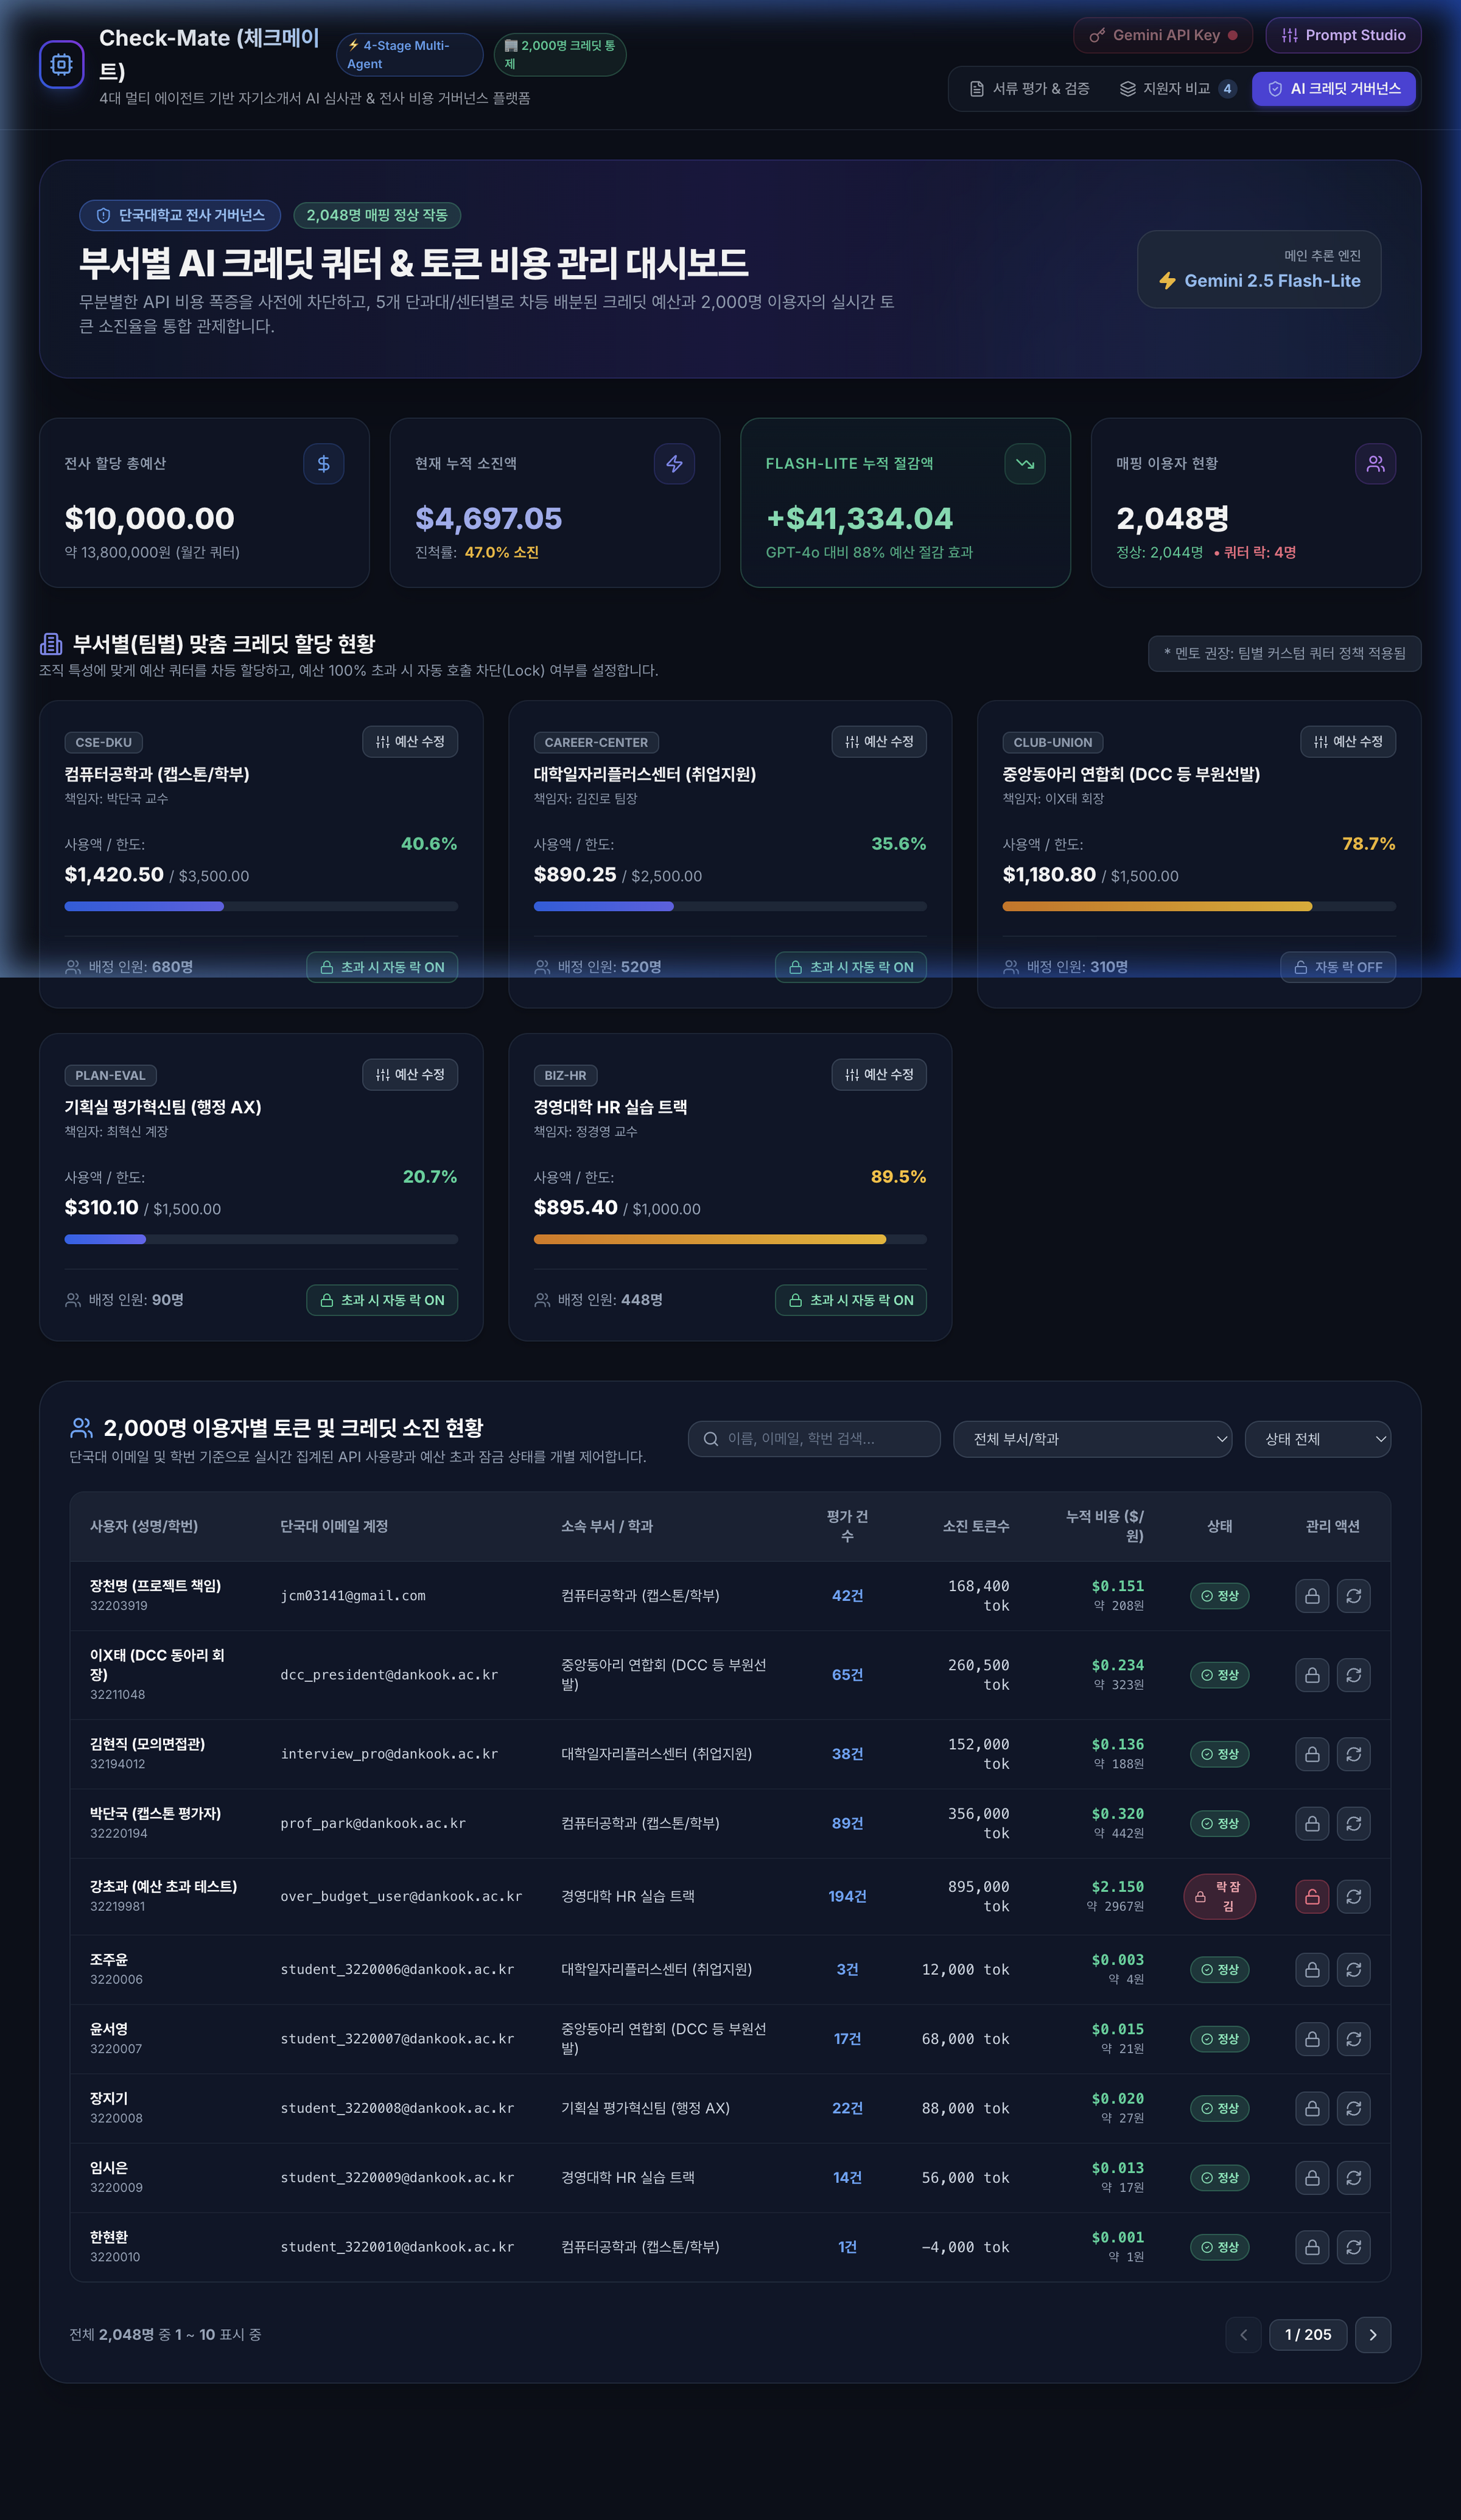 Check-Mate (체크메이
트)
⚡ 4-Stage Multi-
Agent
🏢 2,000명 크레딧 통
제
4대 멀티 에이전트 기반 자기소개서 AI 심사관 & 전사 비용 거버넌스 플랫폼
Gemini API Key
Prompt Studio
서류 평가 & 검증
지원자 비교 4
AI 크레딧 거버넌스
단국대학교 전사 거버넌스
2,048명 매핑 정상 작동
부서별 AI 크레딧 쿼터 & 토큰 비용 관리 대시보드
무분별한 API 비용 폭증을 사전에 차단하고, 5개 단과대/센터별로 차등 배분된 크레딧 예산과 2,000명 이용자의 실시간 토
큰 소진율을 통합 관제합니다.
메인 추론 엔진
⚡ Gemini 2.5 Flash-Lite
전사 할당 총예산
$10,000.00
약 13,800,000원 (월간 쿼터)
현재 누적 소진액
$4,697.05
진척률: 47.0% 소진
FLASH-LITE 누적 절감액
+$41,334.04
GPT-4o 대비 88% 예산 절감 효과
매핑 이용자 현황
2,048명
정상: 2,044명 • 쿼터 락: 4명
부서별(팀별) 맞춤 크레딧 할당 현황
조직 특성에 맞게 예산 쿼터를 차등 할당하고, 예산 100% 초과 시 자동 호출 차단(Lock) 여부를 설정합니다.
* 멘토 권장: 팀별 커스텀 쿼터 정책 적용됨
CSE-DKU
예산 수정
컴퓨터공학과 (캡스톤/학부)
책임자: 박단국 교수
사용액 / 한도:
40.6%
$1,420.50 / $3,500.00
배정 인원: 680명
초과 시 자동 락 ON
CAREER-CENTER
예산 수정
대학일자리플러스센터 (취업지원)
책임자: 김진로 팀장
사용액 / 한도:
35.6%
$890.25 / $2,500.00
배정 인원: 520명
초과 시 자동 락 ON
CLUB-UNION
예산 수정
중앙동아리 연합회 (DCC 등 부원선발)
책임자: 이X태 회장
사용액 / 한도:
78.7%
$1,180.80 / $1,500.00
배정 인원: 310명
자동 락 OFF
PLAN-EVAL
예산 수정
기획실 평가혁신팀 (행정 AX)
책임자: 최혁신 계장
사용액 / 한도:
20.7%
$310.10 / $1,500.00
배정 인원: 90명
초과 시 자동 락 ON
BIZ-HR
예산 수정
경영대학 HR 실습 트랙
책임자: 정경영 교수
사용액 / 한도:
89.5%
$895.40 / $1,000.00
배정 인원: 448명
초과 시 자동 락 ON
2,000명 이용자별 토큰 및 크레딧 소진 현황
단국대 이메일 및 학번 기준으로 실시간 집계된 API 사용량과 예산 초과 잠금 상태를 개별 제어합니다.
이름, 이메일, 학번 검색...
전체 부서/학과
상태 전체
사용자 (성명/학번)
단국대 이메일 계정
소속 부서 / 학과
평가 건
수
소진 토큰수
누적 비용 ($/
원)
상태
관리 액션
장천명 (프로젝트 책임)
32203919
jcm03141@gmail.com
컴퓨터공학과 (캡스톤/학부)
42건
168,400
tok
$0.151
약 208원
정상
이X태 (DCC 동아리 회
장)
32211048
dcc_president@dankook.ac.kr
중앙동아리 연합회 (DCC 등 부원선
발)
65건
260,500
tok
$0.234
약 323원
정상
김현직 (모의면접관)
32194012
interview_pro@dankook.ac.kr
대학일자리플러스센터 (취업지원)
38건
152,000
tok
$0.136
약 188원
정상
박단국 (캡스톤 평가자)
32220194
prof_park@dankook.ac.kr
컴퓨터공학과 (캡스톤/학부)
89건
356,000
tok
$0.320
약 442원
정상
강초과 (예산 초과 테스트)
32219981
over_budget_user@dankook.ac.kr
경영대학 HR 실습 트랙
194건
895,000
tok
$2.150
약 2967원
락 잠
김
조주윤
3220006
student_3220006@dankook.ac.kr
대학일자리플러스센터 (취업지원)
3건
12,000 tok
$0.003
약 4원
정상
윤서영
3220007
student_3220007@dankook.ac.kr
중앙동아리 연합회 (DCC 등 부원선
발)
17건
68,000 tok
$0.015
약 21원
정상
장지기
3220008
student_3220008@dankook.ac.kr
기획실 평가혁신팀 (행정 AX)
22건
88,000 tok
$0.020
약 27원
정상
임시은
3220009
student_3220009@dankook.ac.kr
경영대학 HR 실습 트랙
14건
56,000 tok
$0.013
약 17원
정상
한현환
3220010
student_3220010@dankook.ac.kr
컴퓨터공학과 (캡스톤/학부)
1건
−4,000 tok
$0.001
약 1원
정상
전체 2,048명 중 1 ~ 10 표시 중
1 / 205